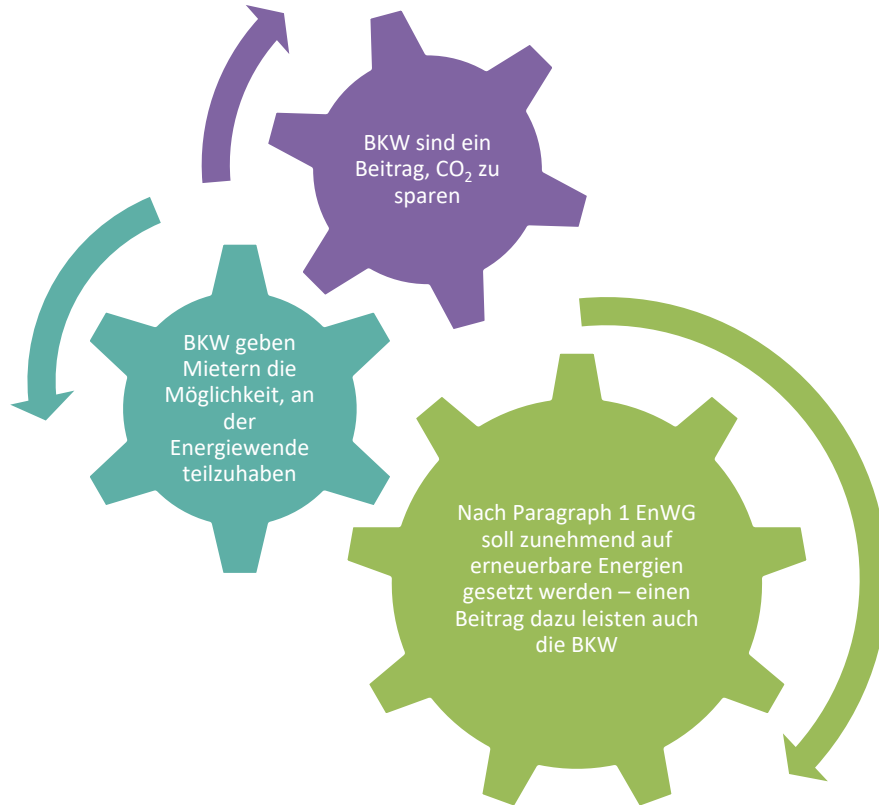 BKW sind ein
Beitrag, CO₂ zu
sparen
BKW geben
Mietern die
Möglichkeit, an
der
Energiewende
teilzuhaben
Nach Paragraph 1 EnWG
soll zunehmend auf
erneuerbare Energien
gesetzt werden – einen
Beitrag dazu leisten auch
die BKW